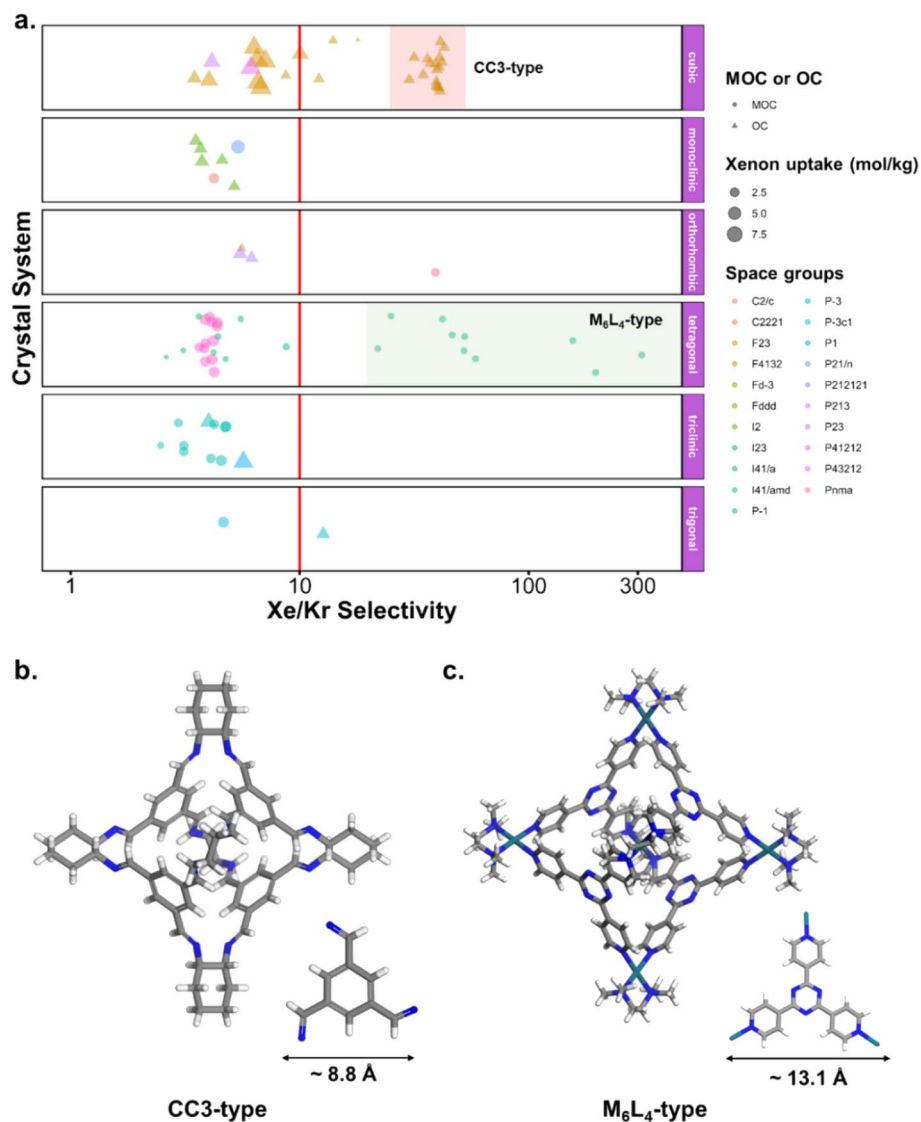 a.
Crystal System
CC3-type
cubic
monoclinic
orthorhombic
M₆L₄-type
tetragonal
triclinic
trigonal
1
10
100
300
Xe/Kr Selectivity
MOC or OC
MOC
OC
Xenon uptake (mol/kg)
2.5
5.0
7.5
Space groups
C2/c
C2221
F23
F4132
Fd-3
Fddd
I2
I23
I41/a
I41/amd
P-1
P-3
P-3c1
P1
P21/n
P212121
P213
P23
P41212
P43212
Pnma
b.
~ 8.8 Å
CC3-type
c.
~ 13.1 Å
M₆L₄-type